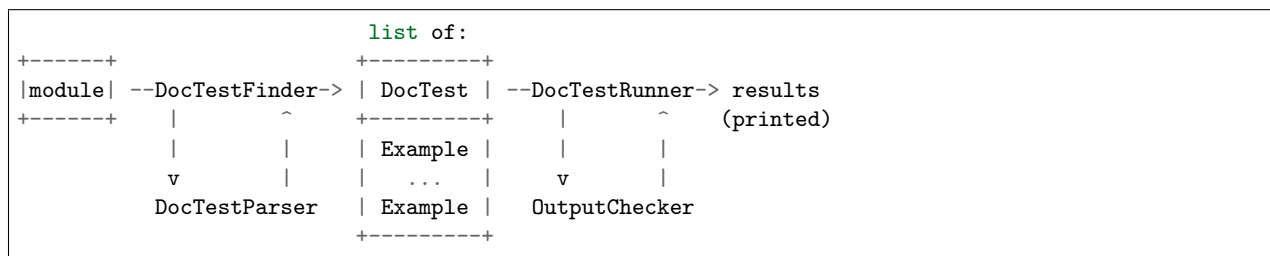 list of:
+------+                   +---------+
|module| --DocTestFinder-> | DocTest | --DocTestRunner-> results
+------+    |        ^     +---------+     |       ^    (printed)
            |        |     | Example |     |       |
            v        |     |   ...   |     v       |
           DocTestParser   | Example |   OutputChecker
                           +---------+